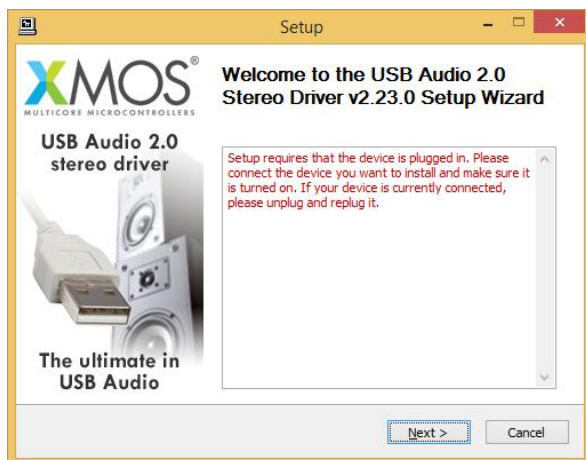 Setup
XMOS®
MULTICORE MICROCONTROLLERS
USB Audio 2.0
stereo driver
The ultimate in
USB Audio
Welcome to the USB Audio 2.0
Stereo Driver v2.23.0 Setup Wizard
Setup requires that the device is plugged in. Please
connect the device you want to install and make sure it
is turned on. If your device is currently connected,
please unplug and replug it.
Next >
Cancel